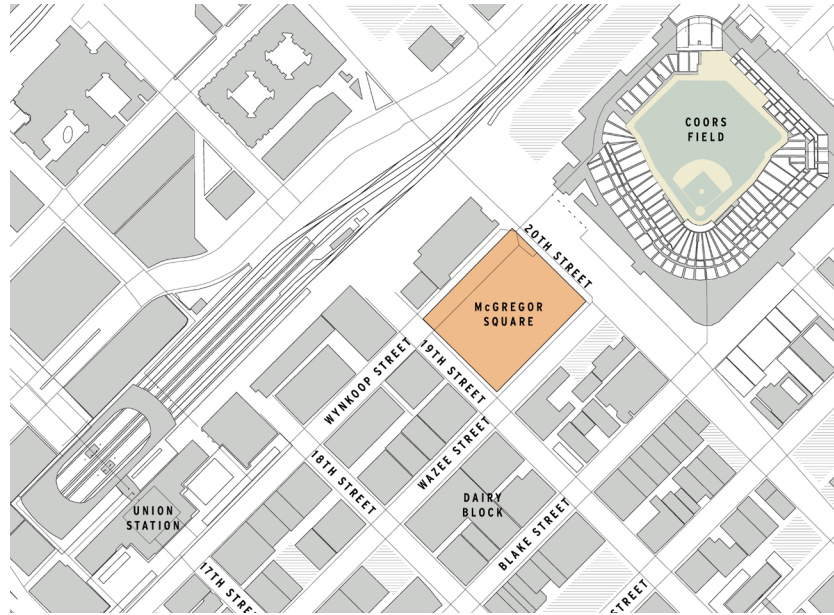 COORS
FIELD
20TH STREET
McGREGOR
SQUARE
19TH STREET
WYNKOOP STREET
WAZEE STREET
18TH STREET
DAIRY
BLOCK
UNION
STATION
BLAKE STREET
17TH
STREET